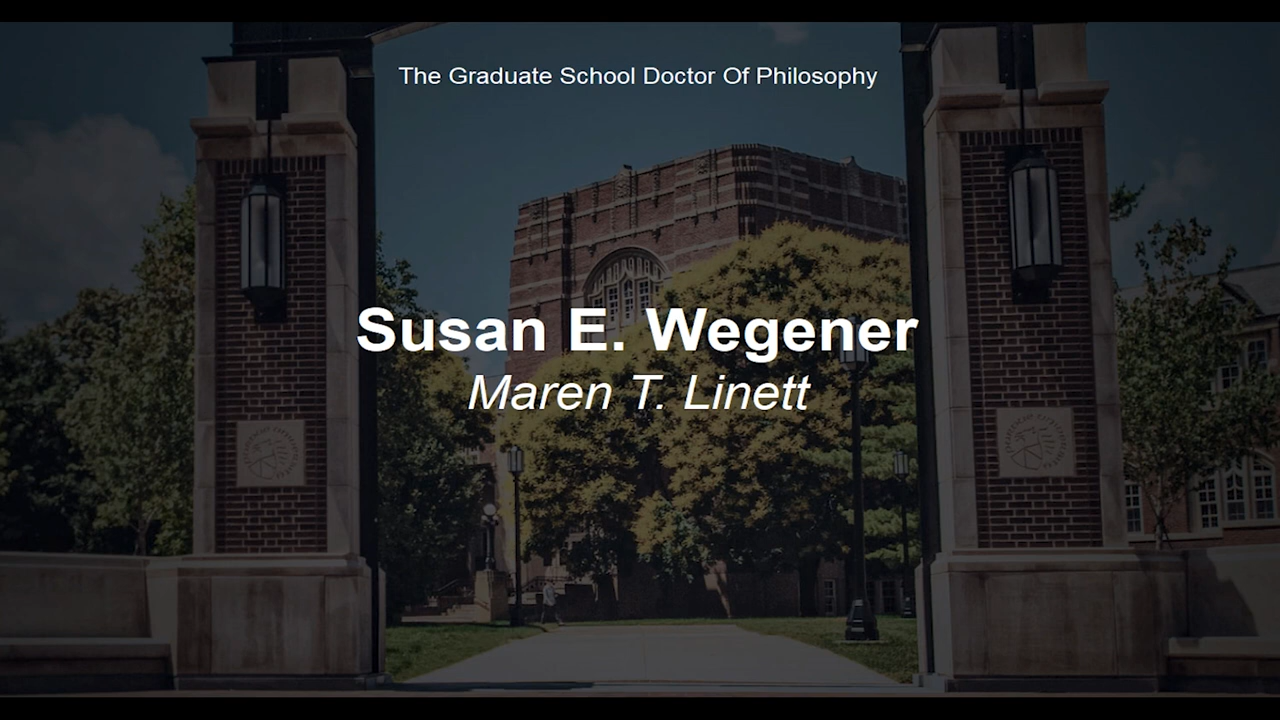 The Graduate School Doctor Of Philosophy
Susan E. Wegener
Maren T. Linett